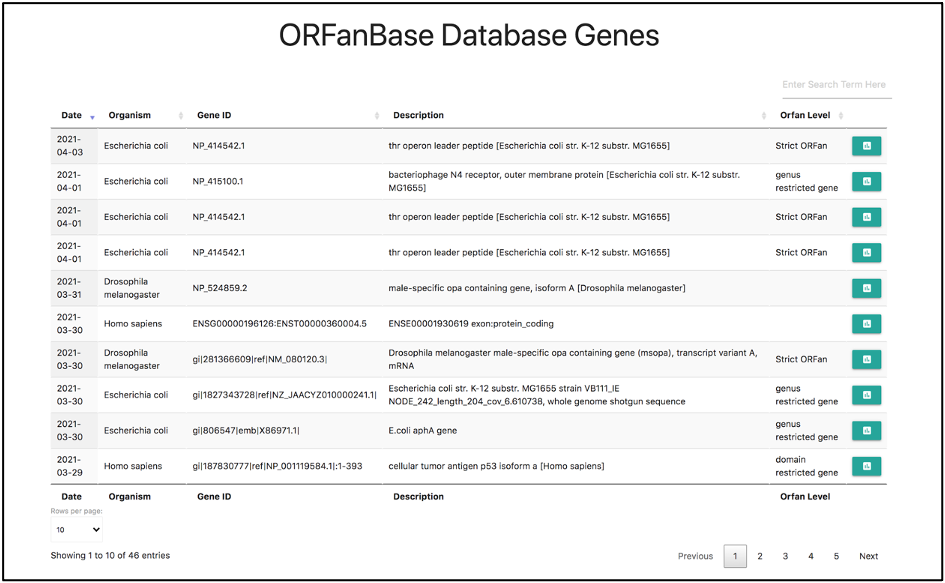 ORFanBase Database Genes
Enter Search Term Here
Date Organism Gene ID Description Orfan Level
2021-
04-03
Escherichia coli NP_414542.1 thr operon leader peptide [Escherichia coli str. K-12 substr. MG1655] Strict ORFan
2021-
04-01
Escherichia coli NP_415100.1
bacteriophage N4 receptor, outer membrane protein [Escherichia coli str. K-12 substr.
MG1655]
genus
restricted gene
2021-
04-01
Escherichia coli NP_414542.1 thr operon leader peptide [Escherichia coli str. K-12 substr. MG1655] Strict ORFan
2021-
04-01
Escherichia coli NP_414542.1 thr operon leader peptide [Escherichia coli str. K-12 substr. MG1655] Strict ORFan
2021-
03-31
Drosophila
melanogaster
NP_524859.2 male-specific opa containing gene, isoform A [Drosophila melanogaster]
2021-
03-30
Homo sapiens ENSG00000196126:ENST00000360004.5 ENSE00001930619 exon:protein_coding
2021-
03-30
Drosophila
melanogaster
gi|281366609|ref|NM_080120.3|
Drosophila melanogaster male-specific opa containing gene (msopa), transcript variant A,
mRNA
Strict ORFan
2021-
03-30
Escherichia coli gi|1827343728|ref|NZ_JAACYZ010000241.1|
Escherichia coli str. K-12 substr. MG1655 strain VB111_IE
NODE_242_length_204_cov_6.610738, whole genome shotgun sequence
genus
restricted gene
2021-
03-30
Escherichia coli gi|806547|emb|X86971.1| E.coli aphA gene
genus
restricted gene
2021-
03-29
Homo sapiens gi|187830777|ref|NP_001119584.1|:1-393 cellular tumor antigen p53 isoform a [Homo sapiens]
domain
restricted gene
Date Organism Gene ID Description Orfan Level
Rows per page:
10
Showing 1 to 10 of 46 entries
Previous 1 2 3 4 5 Next